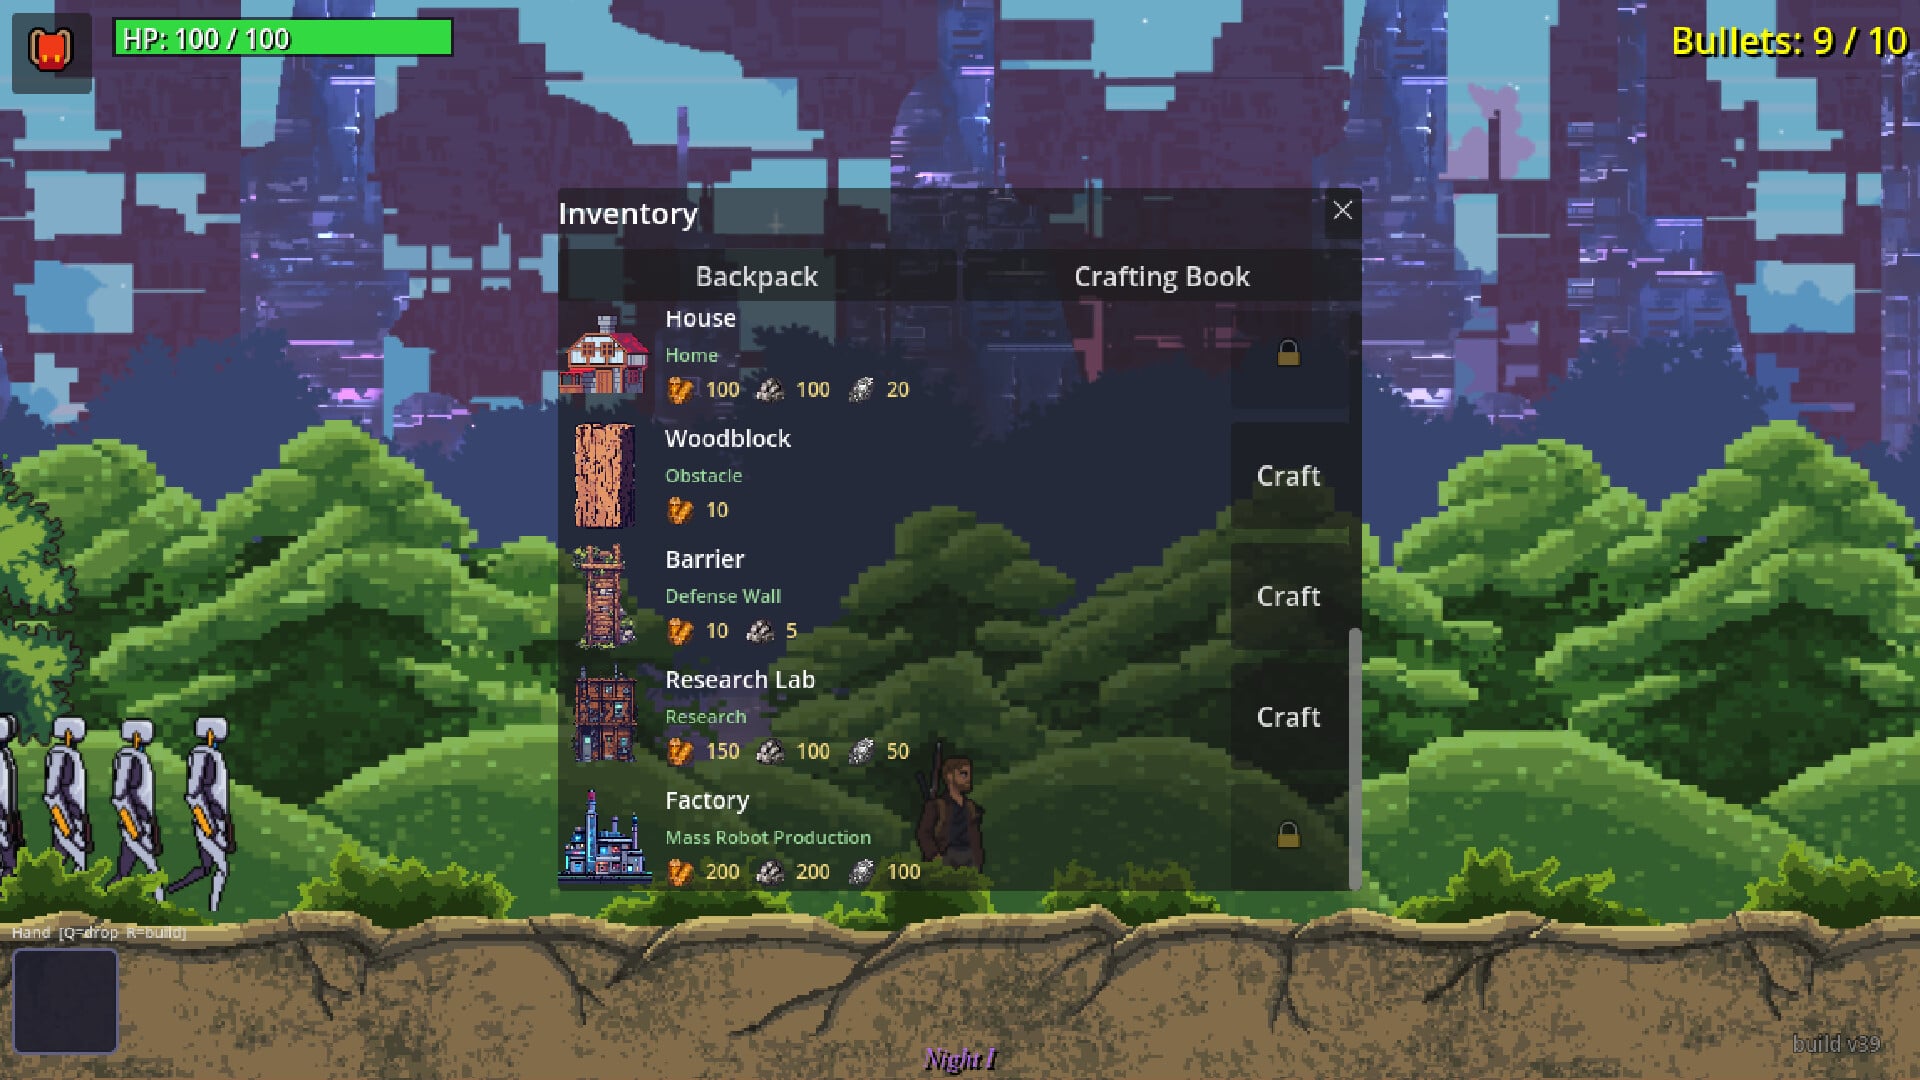 HP: 100 / 100
Bullets: 9 / 10
Inventory
Backpack
Crafting Book
House
Home
100 100 20
Woodblock
Obstacle
10
Craft
Barrier
Defense Wall
10 5
Craft
Research Lab
Research
150 100 50
Craft
Factory
Mass Robot Production
200 200 100
Hand [Q=drop R=build]
Night I
build v39